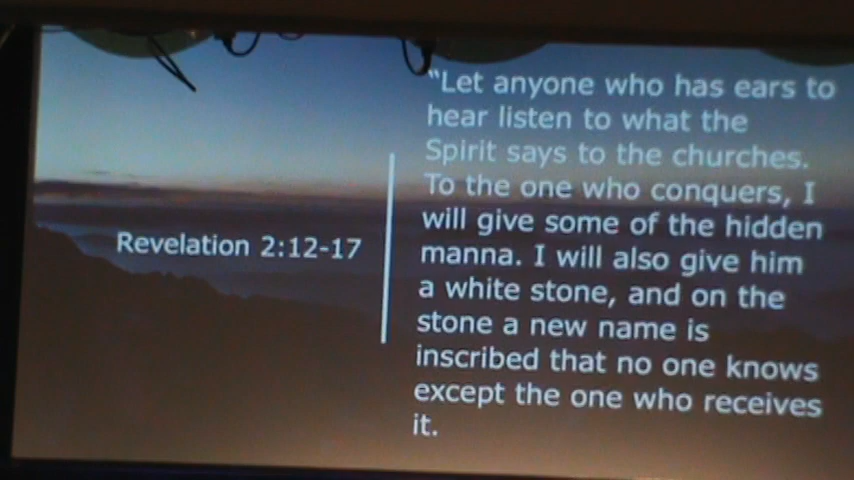 Revelation 2:12-17
“Let anyone who has ears to
hear listen to what the
Spirit says to the churches.
To the one who conquers, I
will give some of the hidden
manna. I will also give him
a white stone, and on the
stone a new name is
inscribed that no one knows
except the one who receives
it.